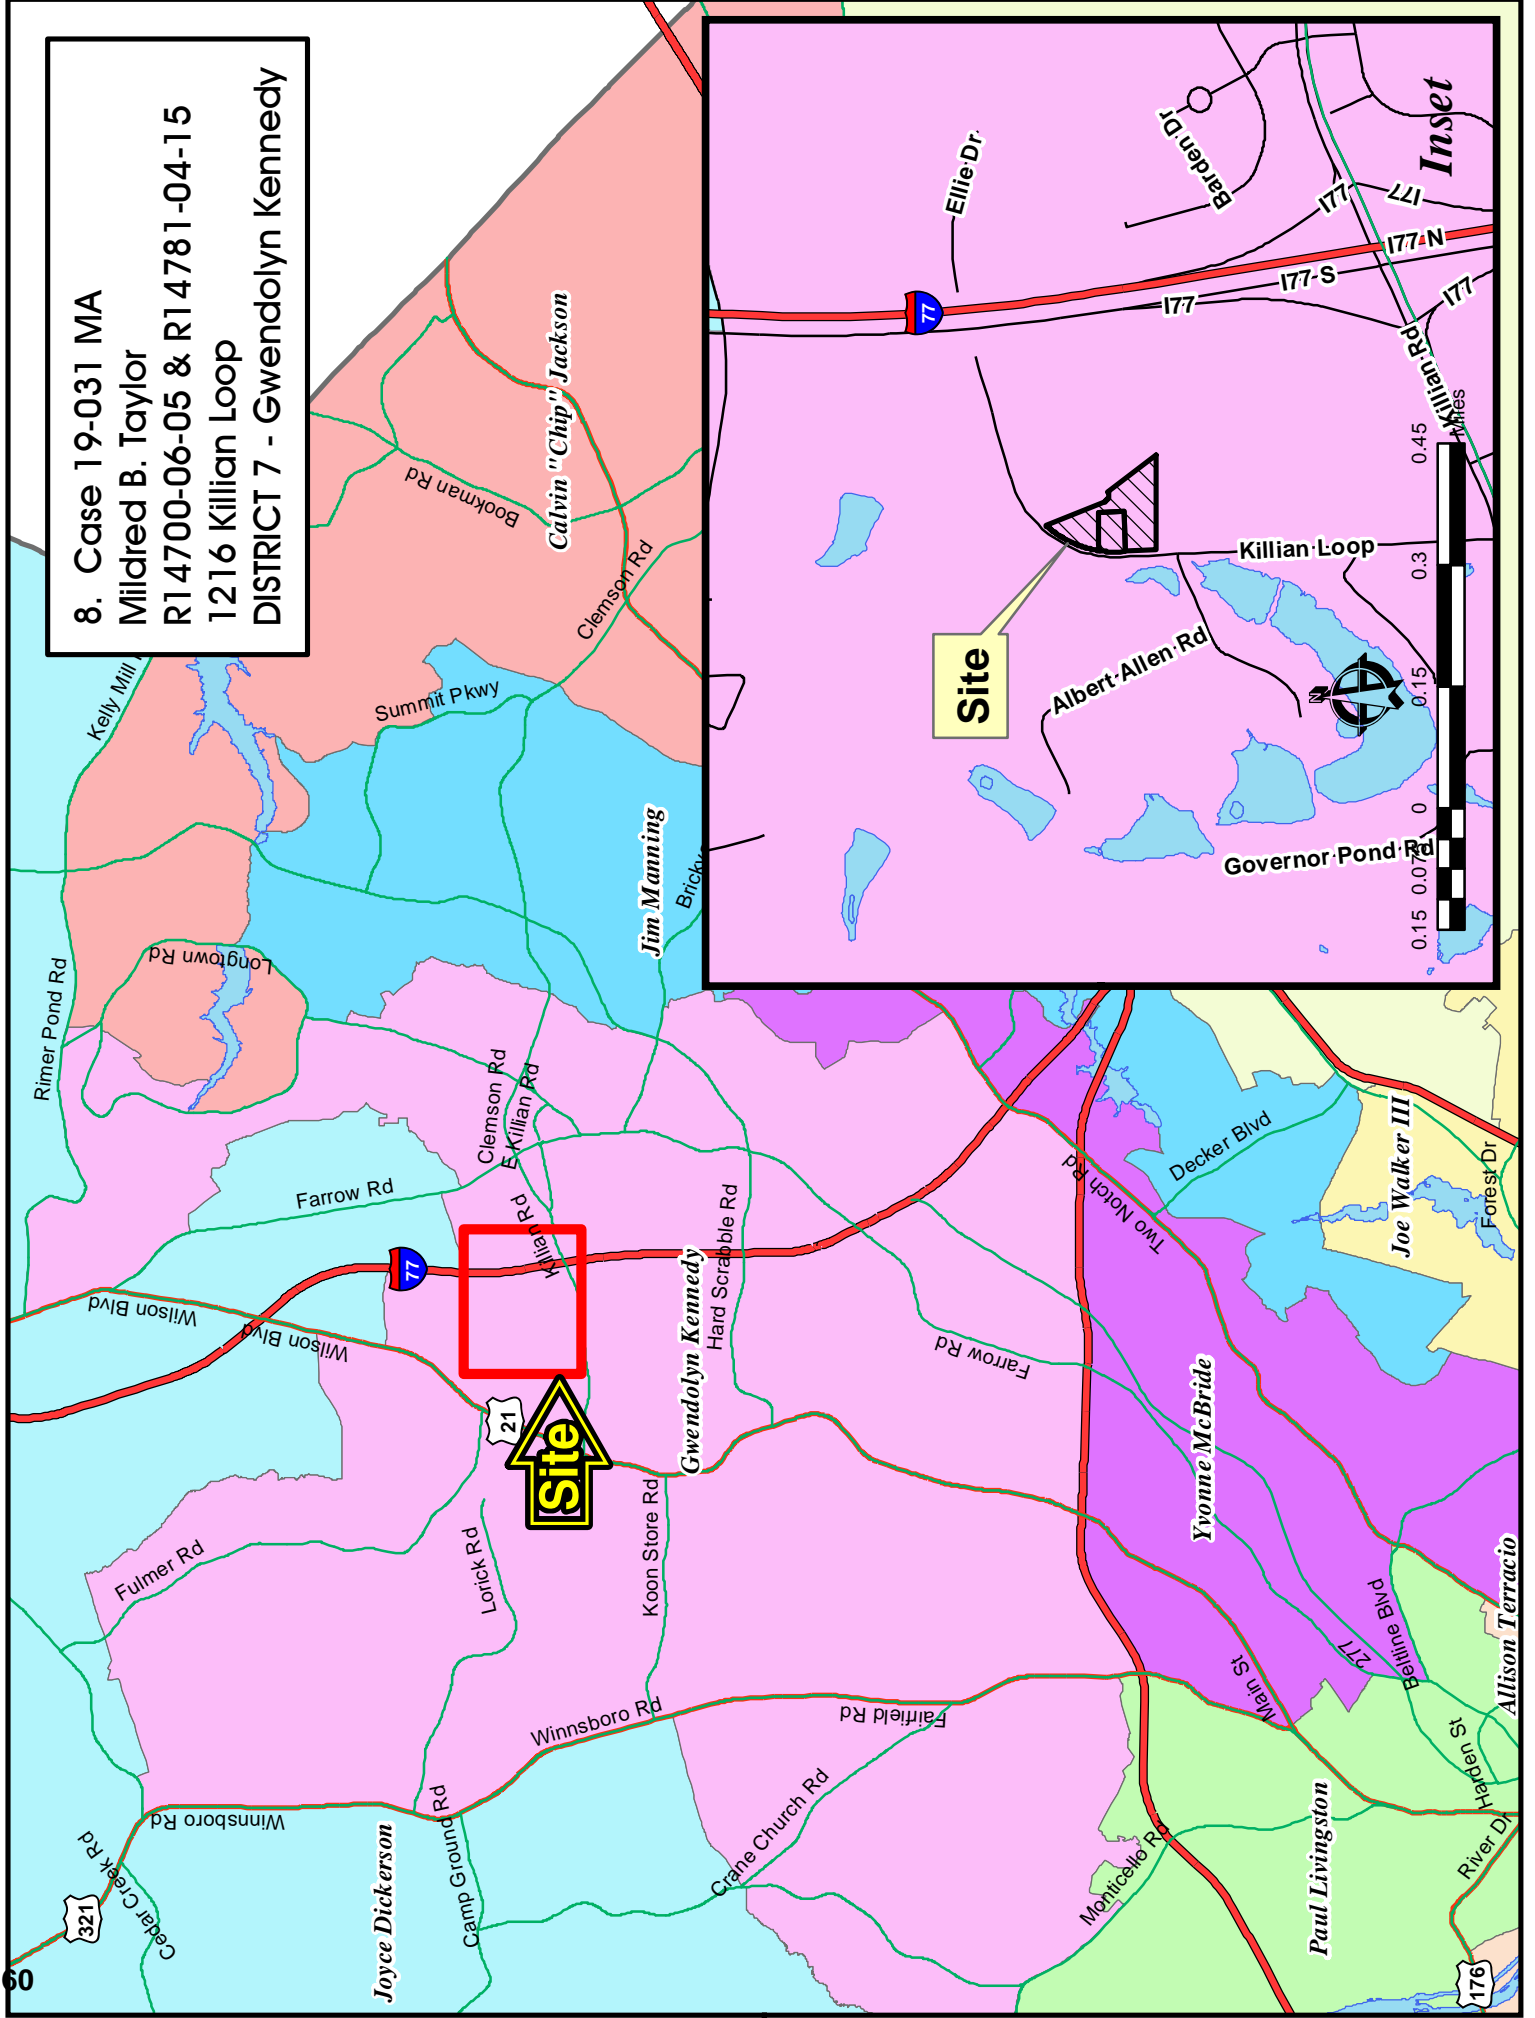 60
8. Case 19-031 MA
Mildred B. Taylor
R14700-06-05 & R14781-04-15
1216 Killian Loop
DISTRICT 7 - Gwendolyn Kennedy
321
Cedar Creek Rd
Winnsboro Rd
Joyce Dickerson
Camp Ground Rd
Fulmer Rd
Lorick Rd
Winnsboro Rd
Koon Store Rd
Crane Church Rd
Fairfield Rd
Monticello Rd
Paul Livingston
River Dr
176
Harden St
Allison Terracio
Main St
277
Beltline Blvd
Yvonne McBride
Wilson Blvd
Wilson Blvd
77
21
Site
Killian Rd
Gwendolyn Kennedy
Hard Scrabble Rd
Farrow Rd
Farrow Rd
Rimer Pond Rd
Longtown Rd
Clemson Rd
E Killian Rd
Two Notch Rd
Decker Blvd
Joe Walker III
Forest Dr
Kelly Mill
Summit Pkwy
Jim Manning
Bricky
Clemson Rd
Bookman Rd
Calvin "Chip" Jackson
Ellie Dr
Barden Dr
77
I77
I77 S
I77 N
I77
I77
I77
Killian Rd
Site
Albert Allen Rd
Killian Loop
Governor Pond Rd
N
0.15 0.075 0 0.15 0.3 0.45
Miles
Inset